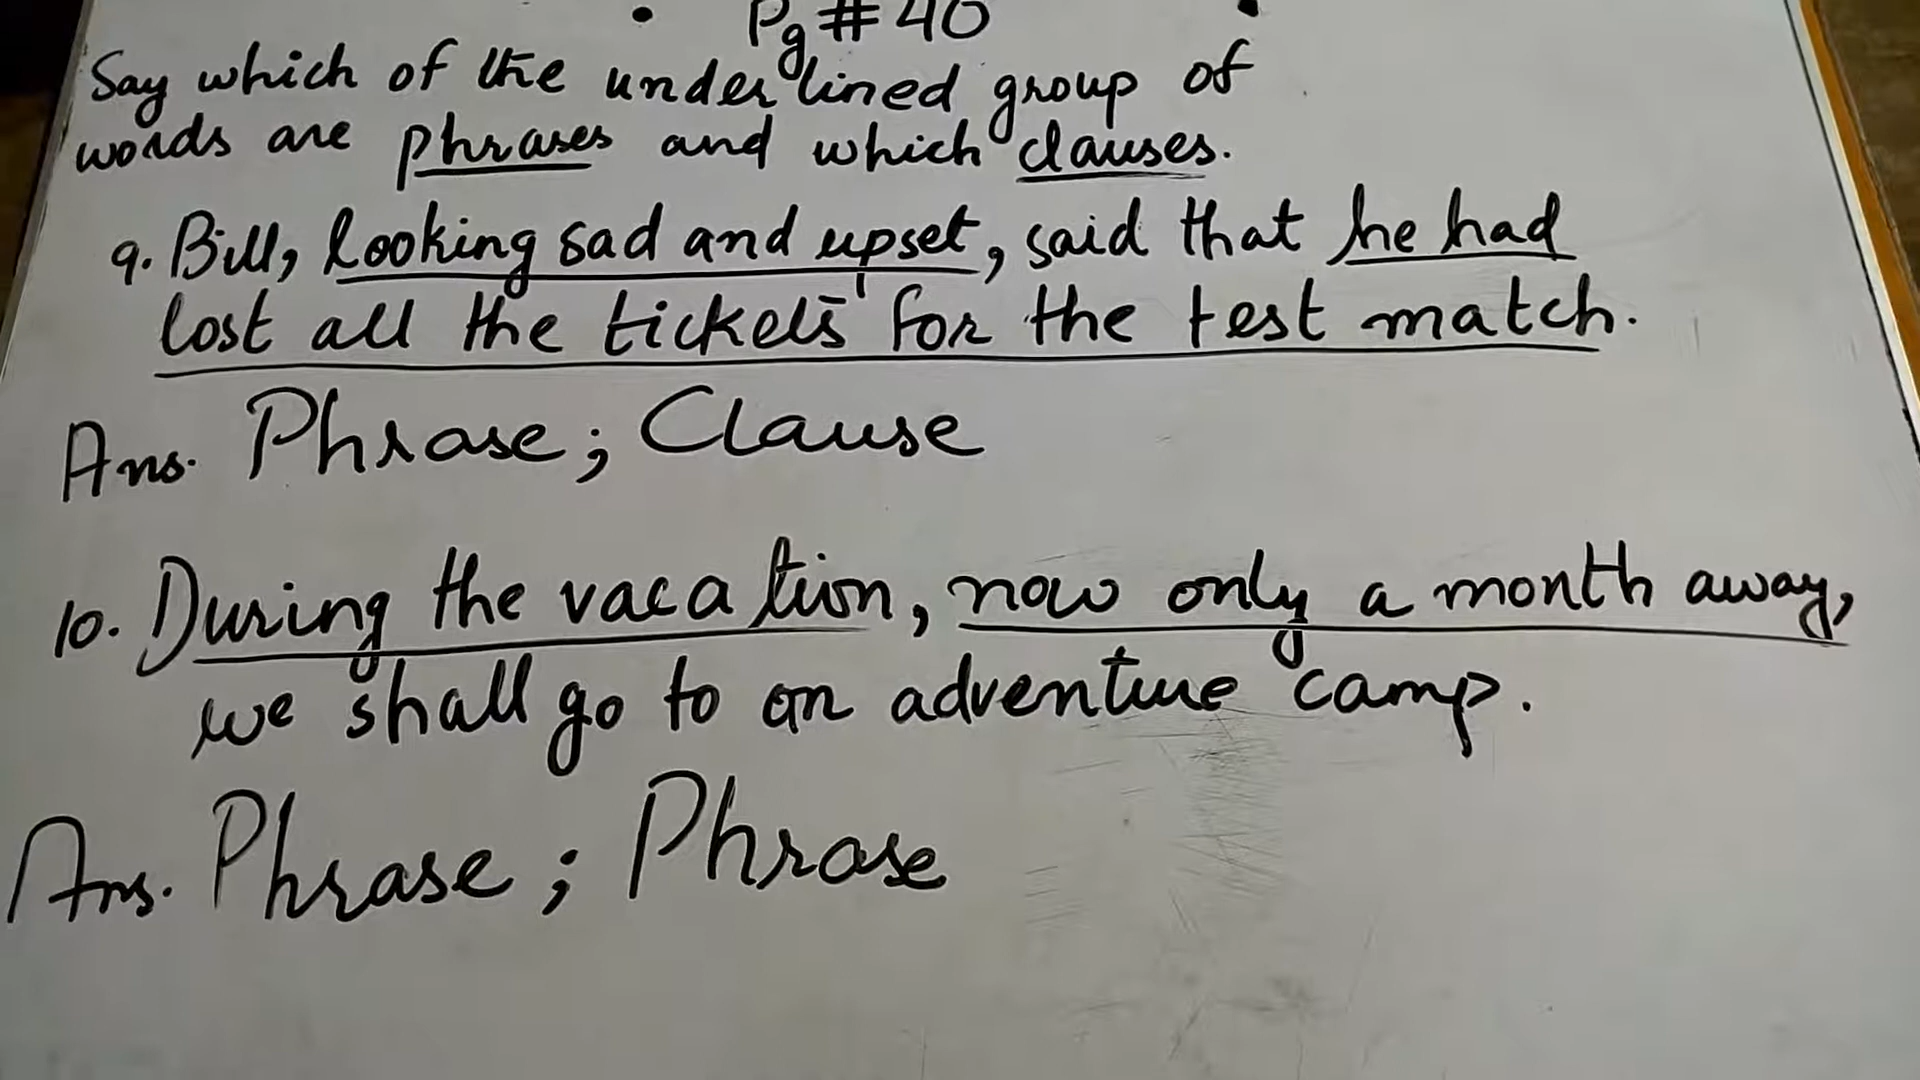 Pg # 40
Say which of the underlined group of
words are phrases and which clauses.
9. Bill, looking sad and upset, said that he had
lost all the tickets for the test match.
Ans. Phrase; Clause
10. During the vacation, now only a month away,
we shall go to an adventure camp.
Ans. Phrase; Phrase